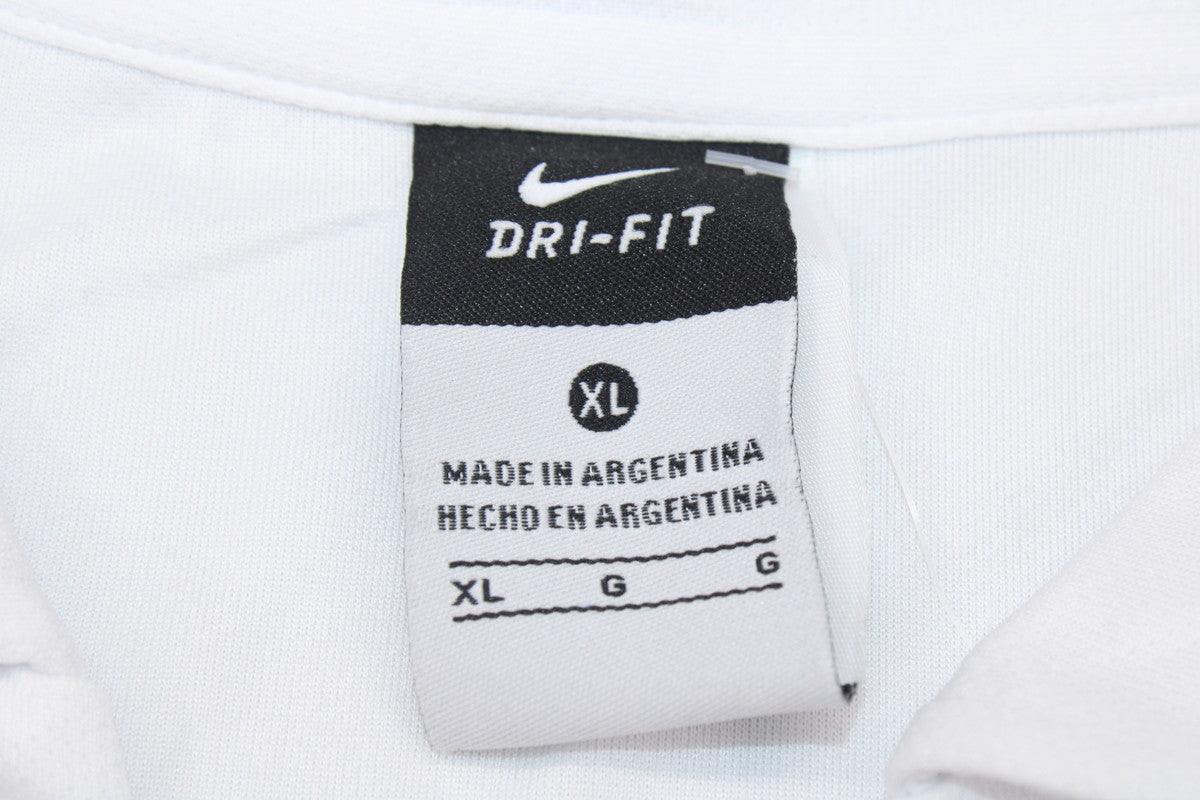 DRI-FIT
XL
MADE IN ARGENTINA
HECHO EN ARGENTINA
XL G G